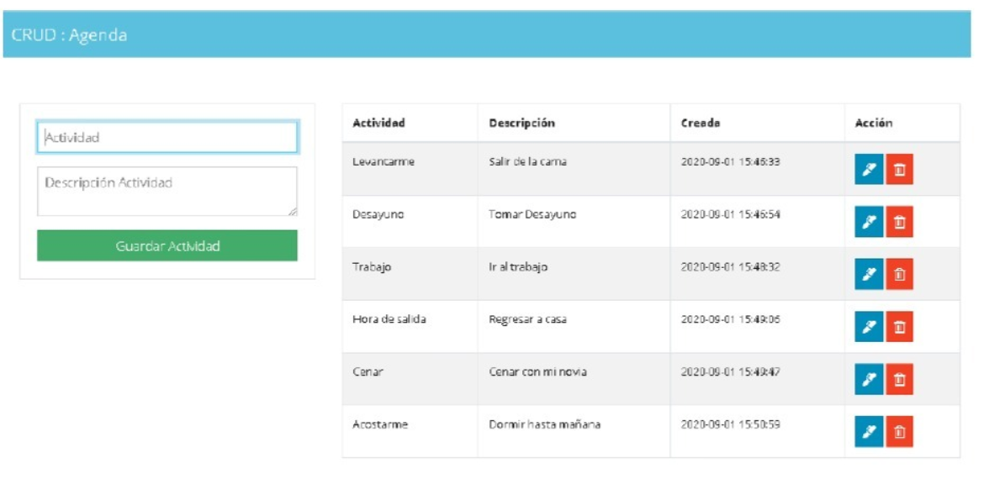 CRUD : Agenda
Actividad
Descripción Actividad
Guardar Actividad
Actividad Descripción Creada Acción
Levantarme Salir de la cama 2020-09-01 15:46:33
Desayuno Tomar Desayuno 2020-09-01 15:46:54
Trabajo Ir al trabajo 2020-09-01 15:48:32
Hora de salida Regresar a casa 2020-09-01 15:49:06
Cenar Cenar con mi novia 2020-09-01 15:49:47
Acostarme Dormir hasta mañana 2020-09-01 15:50:59